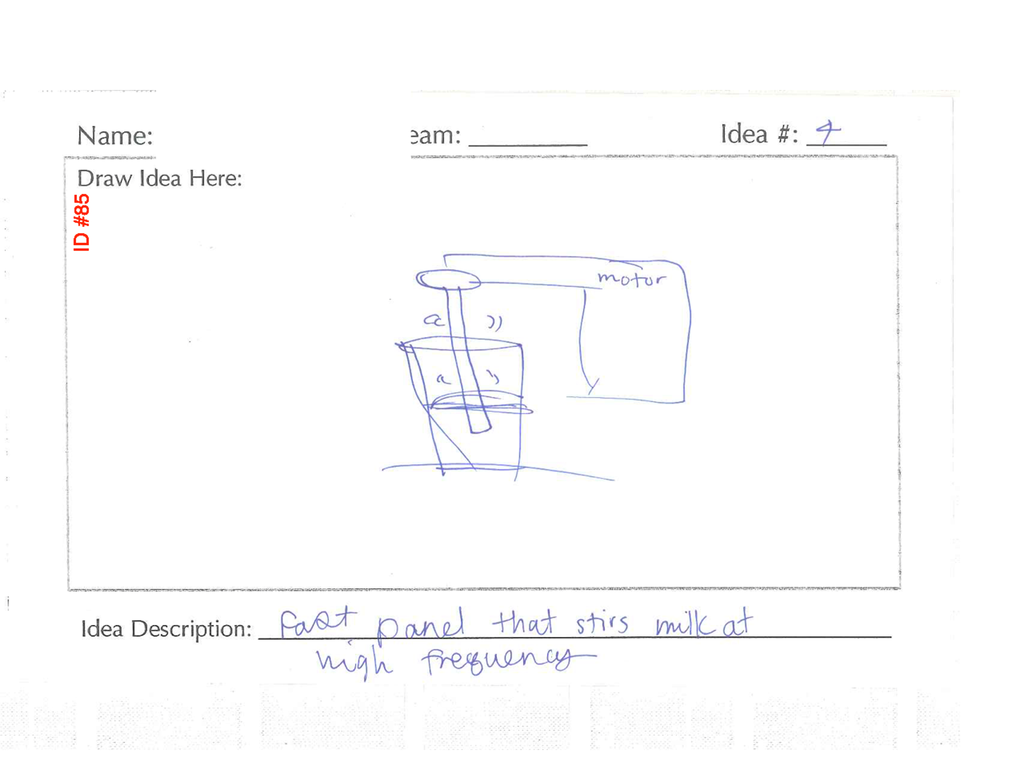 Name: eam: Idea #: 4
Draw Idea Here:
ID #85
motor
Idea Description: Fast panel that stirs milk at
high frequency